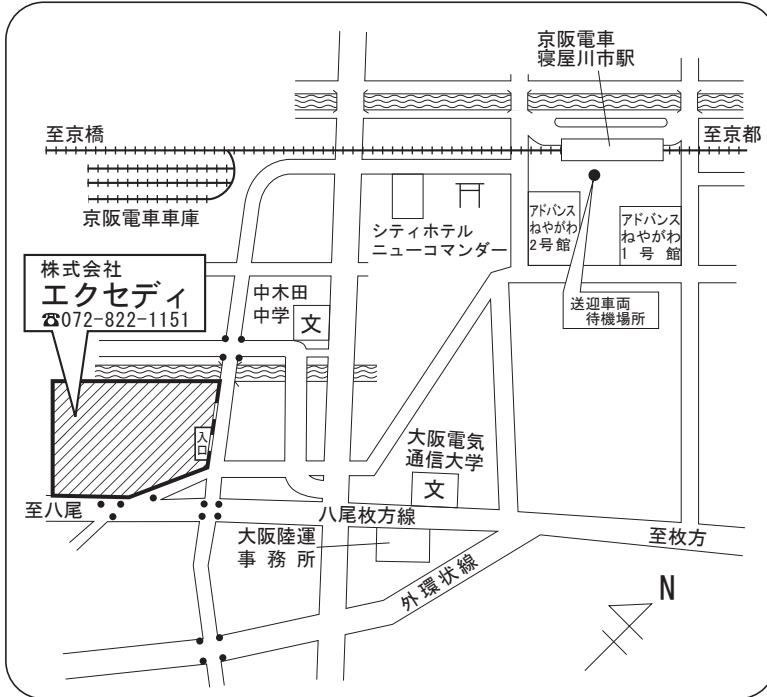 京阪電車
寝屋川市駅
至京橋
至京都
京阪電車車庫
シティホテル
ニューコマンダー
アドバンス
ねやがわ
2号館
アドバンス
ねやがわ
1号館
株式会社
エクセディ
☎072-822-1151
中木田
中学
文
送迎車両
待機場所
入口
大阪電気
通信大学
文
至八尾
八尾枚方線
大阪陸運
事務所
至枚方
外環状線
N